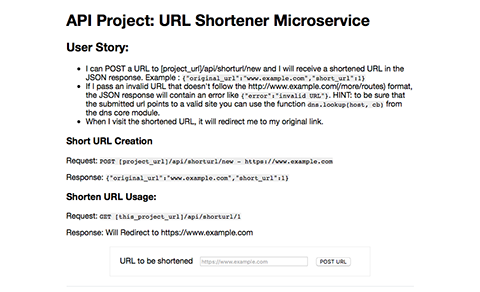 API Project: URL Shortener Microservice
User Story:
• I can POST a URL to [project_url]/api/shorturl/new and I will receive a shortened URL in the
JSON response. Example : {"original_url":"www.example.com","short_url":1}
• If I pass an invalid URL that doesn't follow the http://www.example.com(/more/routes) format,
the JSON response will contain an error like {"error":"invalid URL"}. HINT: to be sure that
the submitted url points to a valid site you can use the function dns.lookup(host, cb) from
the dns core module.
• When I visit the shortened URL, it will redirect me to my original link.
Short URL Creation
Request: POST [project_url]/api/shorturl/new - https://www.example.com
Response: {"original_url":"www.example.com","short_url":1}
Shorten URL Usage:
Request: GET [this_project_url]/api/shorturl/1
Response: Will Redirect to https://www.example.com
URL to be shortened https://www.example.com POST URL